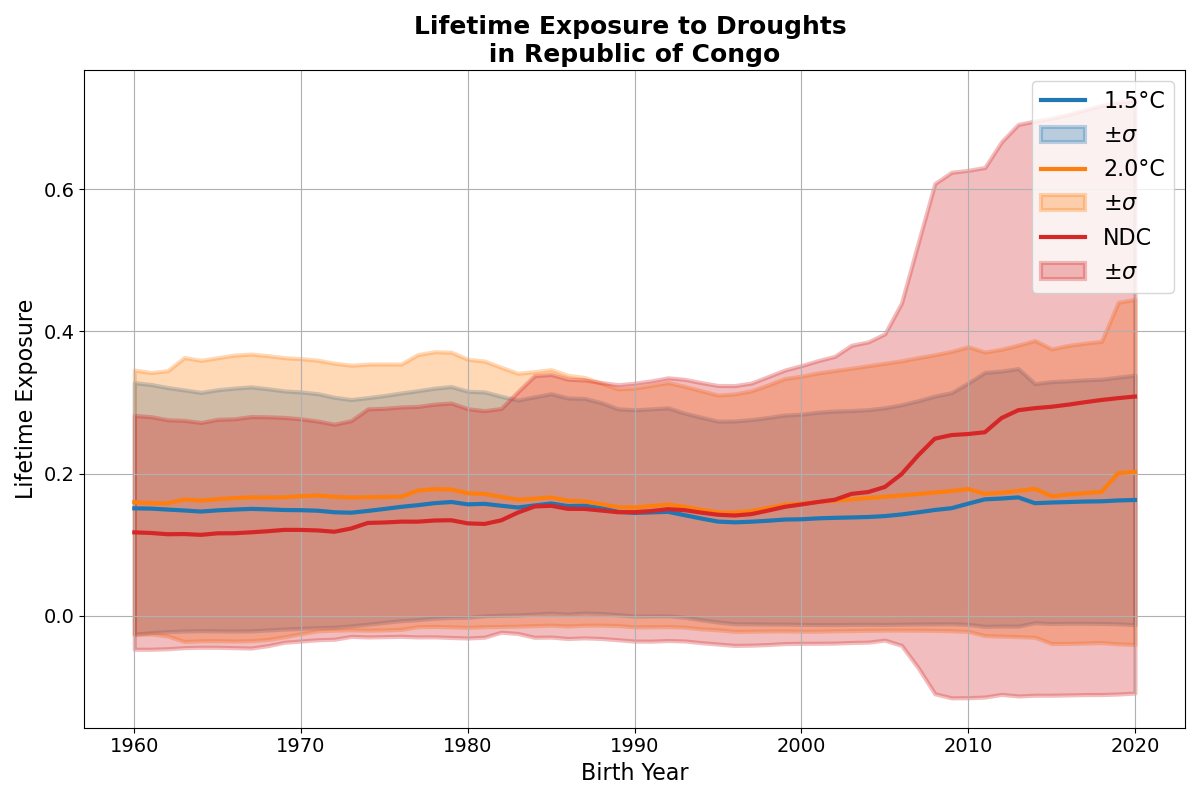 Lifetime Exposure to Droughts
in Republic of Congo
Lifetime Exposure
0.6
0.4
0.2
0.0
1.5°C
±σ
2.0°C
±σ
NDC
±σ
1960
1970
1980
1990
2000
2010
2020
Birth Year